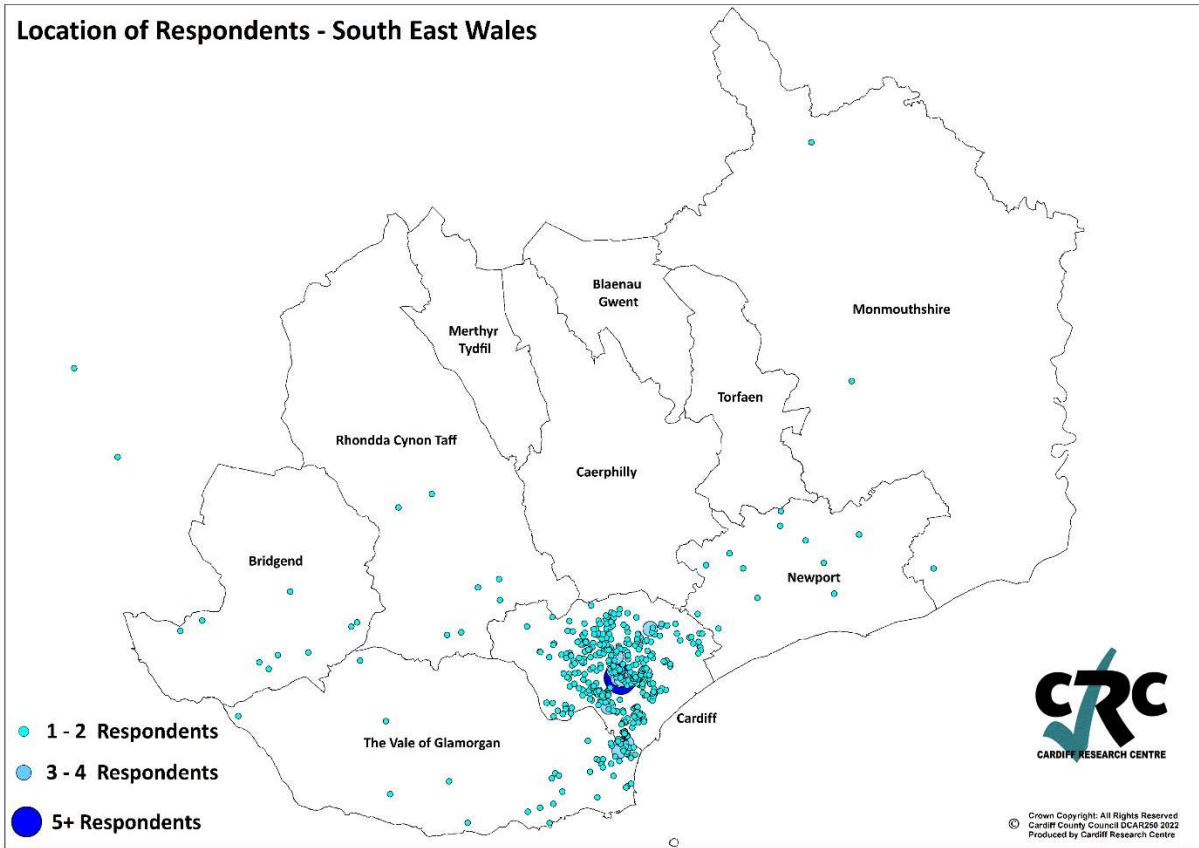 Location of Respondents - South East Wales
Blaenau
Gwent
Monmouthshire
Merthyr
Tydfil
Torfaen
Rhondda Cynon Taff
Caerphilly
Bridgend
Newport
Cardiff
The Vale of Glamorgan
1 - 2 Respondents
3 - 4 Respondents
5+ Respondents
CRC
CARDIFF RESEARCH CENTRE
© Crown Copyright: All Rights Reserved
Cardiff County Council DCAR250 2022
Produced by Cardiff Research Centre